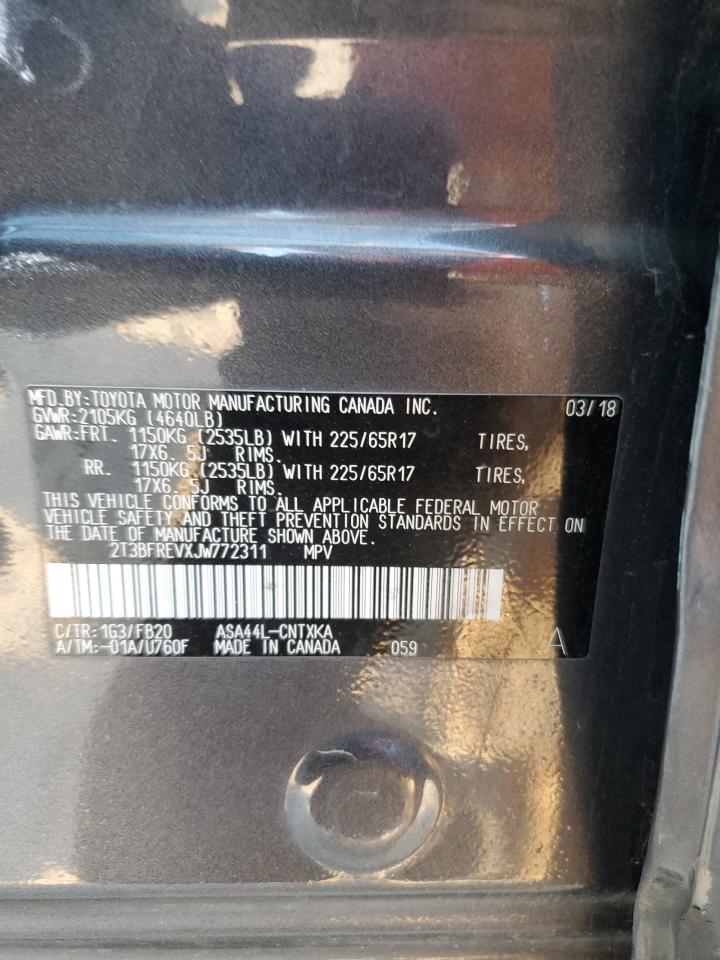 MFD.BY:TOYOTA MOTOR MANUFACTURING CANADA INC. 03/18
GVWR:2105KG (4640LB)
GAWR:FRT. 1150KG (2535LB) WITH 225/65R17 TIRES,
17X6. 5J RIMS.
RR. 1150KG (2535LB) WITH 225/65R17 TIRES,
17X6. 5J RIMS.
THIS VEHICLE CONFORMS TO ALL APPLICABLE FEDERAL MOTOR
VEHICLE SAFETY AND THEFT PREVENTION STANDARDS IN EFFECT ON
THE DATE OF MANUFACTURE SHOWN ABOVE.
2T3BFREVXJW772311 MPV
C/TR:1G3/FB20 ASA44L-CNTXKA
A/TM:-01A/U760F MADE IN CANADA 059 A